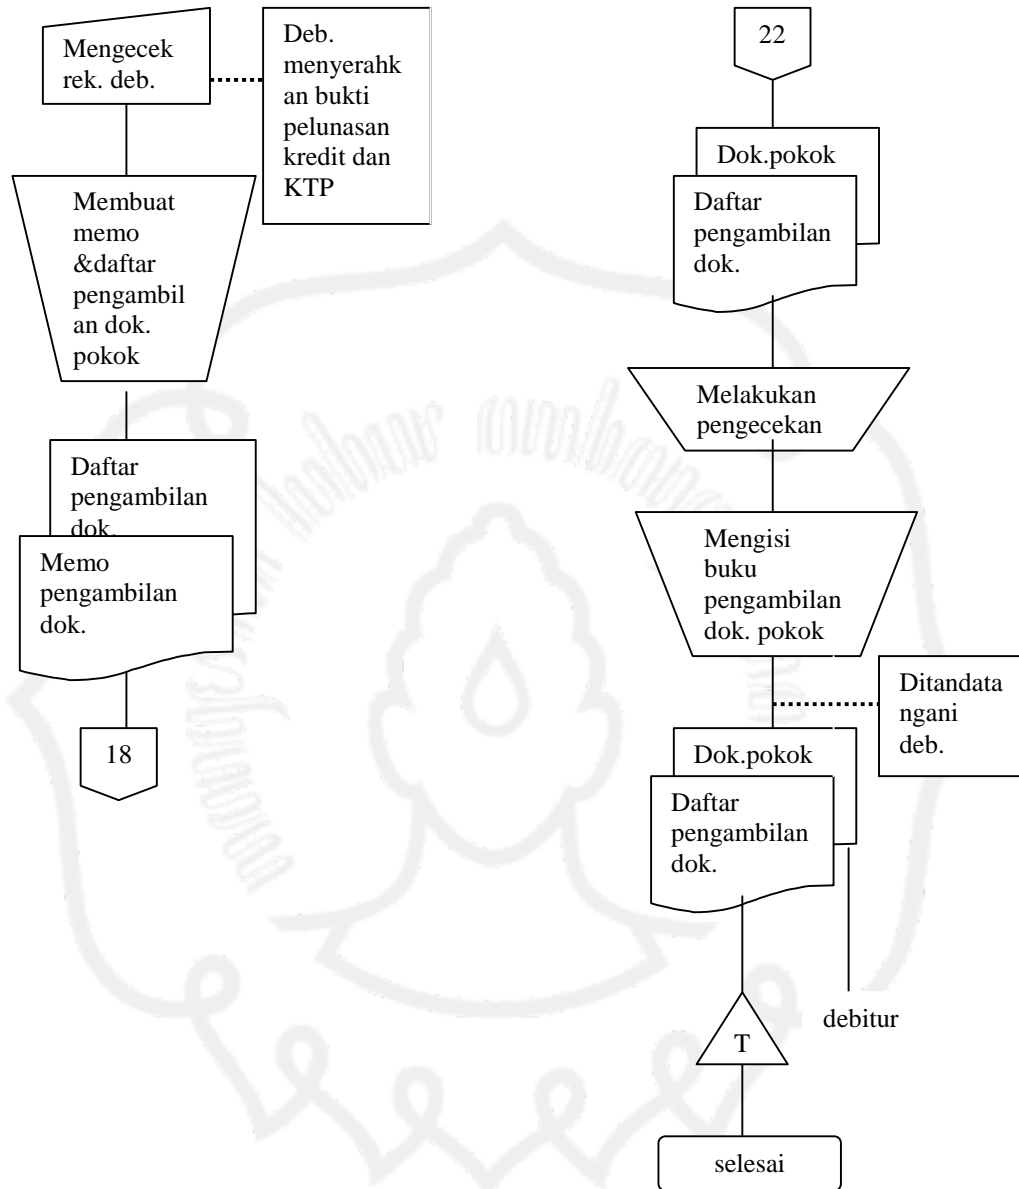 Mengecek
rek. deb.
Deb.
menyerahk
an bukti
pelunasan
kredit dan
KTP
Membuat
memo
&daftar
pengambil
an dok.
pokok
Daftar
pengambilan
dok.
Memo
pengambilan
dok.
18
22
Dok.pokok
Daftar
pengambilan
dok.
Melakukan
pengecekan
Mengisi
buku
pengambilan
dok. pokok
Ditandata
ngani
deb.
Dok.pokok
Daftar
pengambilan
dok.
debitur
T
selesai